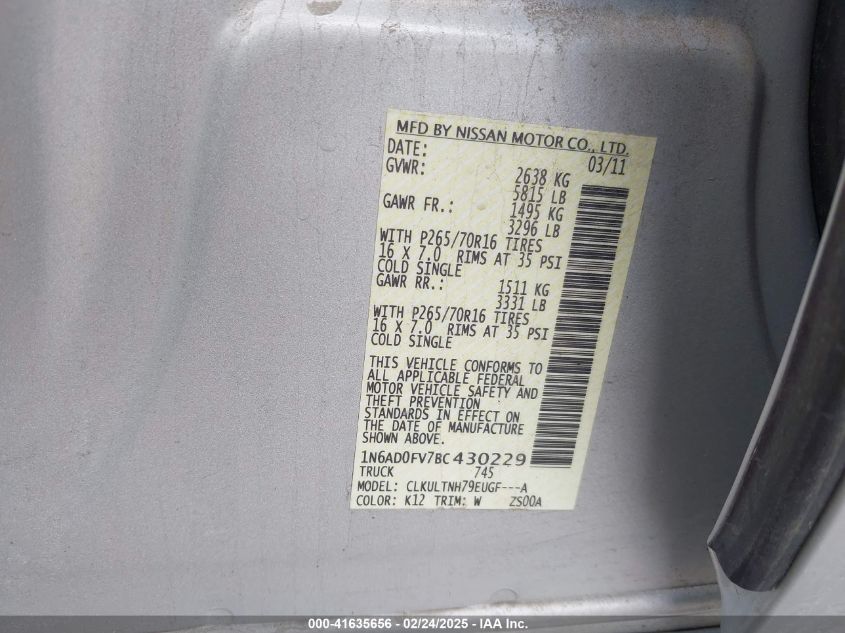 MFD BY NISSAN MOTOR CO., LTD.
DATE: 03/11
GVWR: 2638 KG
5815 LB
GAWR FR.: 1495 KG
3296 LB
WITH P265/70R16 TIRES
16 X 7.0 RIMS AT 35 PSI
COLD SINGLE
GAWR RR.: 1511 KG
3331 LB
WITH P265/70R16 TIRES
16 X 7.0 RIMS AT 35 PSI
COLD SINGLE
THIS VEHICLE CONFORMS TO
ALL APPLICABLE FEDERAL
MOTOR VEHICLE SAFETY AND
THEFT PREVENTION
STANDARDS IN EFFECT ON
THE DATE OF MANUFACTURE
SHOWN ABOVE.
1N6AD0FV7BC430229
TRUCK 745
MODEL: CLKULTNH79EUGF---A
COLOR: K12 TRIM: W ZS00A
000-41635656 - 02/24/2025 - IAA Inc.